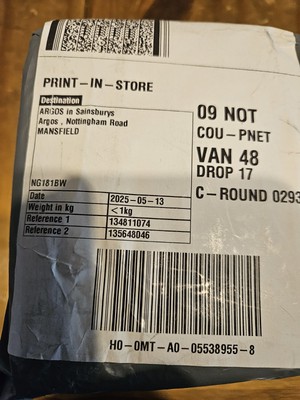 PRINT-IN-STORE
Destination
ARGOS in Sainsburys
Argos , Nottingham Road
MANSFIELD
NG181BW
Date 2025-05-13
Weight in kg <1kg
Reference 1 134811074
Reference 2 135648046
09 NOT
COU-PNET
VAN 48
DROP 17
C-ROUND 0293
H0-0MT-A0-05538955-8